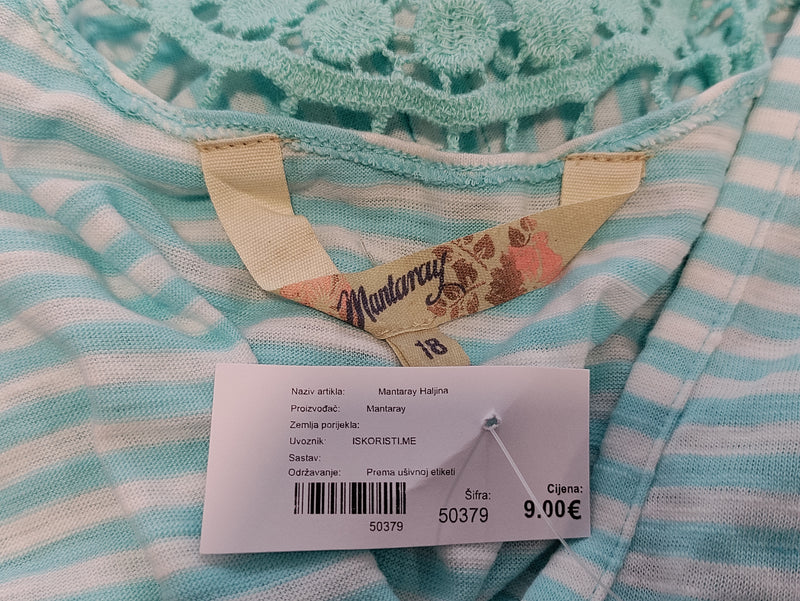 Mantaray
18
Naziv artikla: Mantaray Haljina
Proizvođač: Mantaray
Zemlja porijekla:
Uvoznik: ISKORISTI.ME
Sastav:
Održavanje: Prema ušivnoj etiketi
50379
Šifra:
50379
Cijena:
9.00€